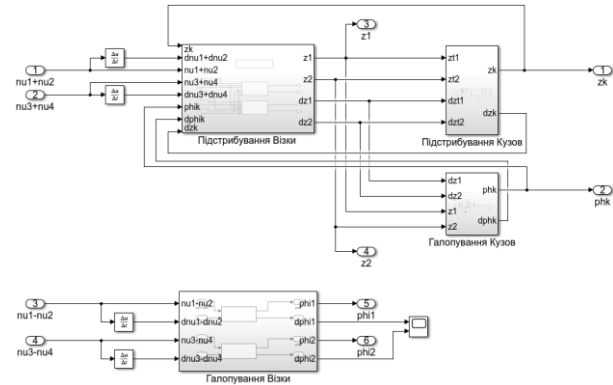 3
z1
zk
dnu1+dnu2
nu1+nu2
nu3+nu4
dnu3+dnu4
phik
dphik
dzk
z1
z2
dz1
dz2
Підстрибування Візки
1
nu1+nu2
2
nu3+nu4
Δu
Δt
Δu
Δt
zt1
zt2
dzt1
dzt2
zk
dzk
Підстрибування Кузов
1
zk
dz1
dz2
z1
z2
phk
dphk
Галопування Кузов
2
phk
4
z2
3
nu1-nu2
4
nu3-nu4
Δu
Δt
Δu
Δt
nu1-nu2
dnu1-dnu2
nu3-nu4
dnu3-dnu4
phi1
dphi1
phi2
dphi2
Галопування Візки
5
phi1
6
phi2